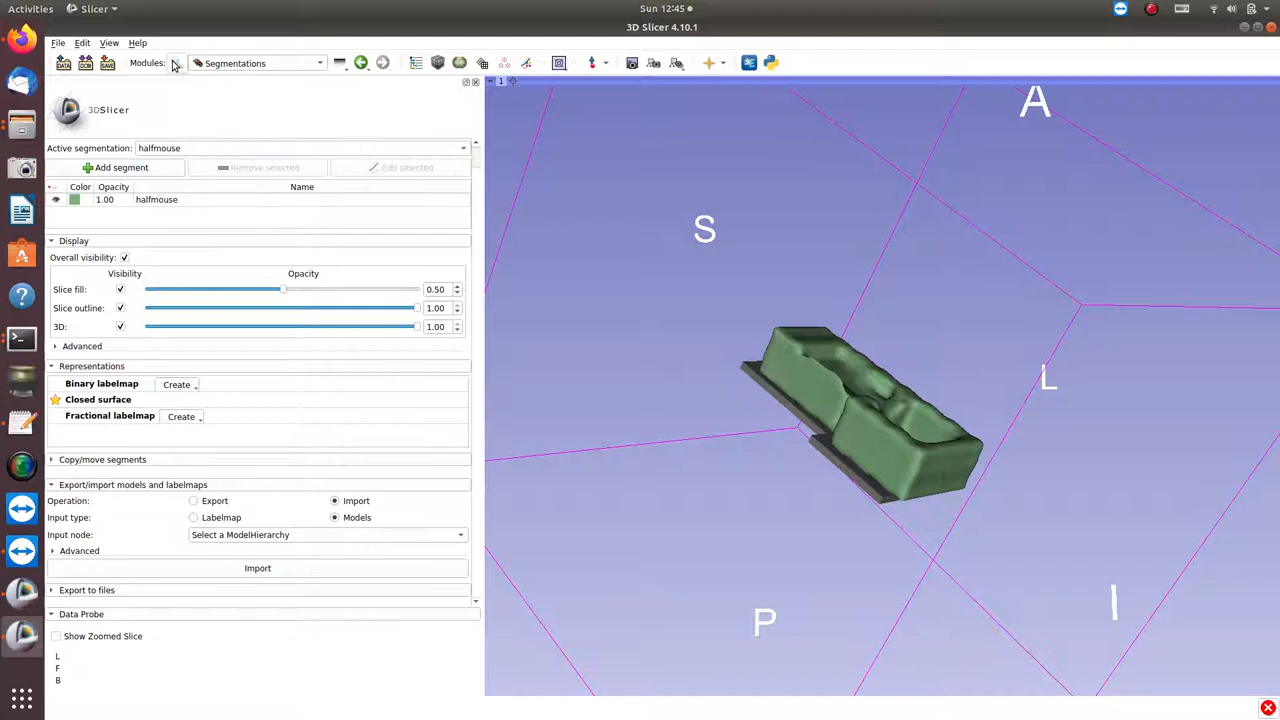 Activities
Slicer
Sun 12:45
3D Slicer 4.10.1
File Edit View Help
DATA
DCM
SAVE
Modules:
Segmentations
3DSlicer
1
Active segmentation: halfmouse
Add segment
Remove selected
Edit selected
Color Opacity Name
1.00 halfmouse
Display
Overall visibility:
Visibility Opacity
Slice fill: 0.50
Slice outline: 1.00
3D: 1.00
Advanced
Representations
Binary labelmap Create
Closed surface
Fractional labelmap Create
Copy/move segments
Export/import models and labelmaps
Operation: Export Import
Input type: Labelmap Models
Input node: Select a ModelHierarchy
Advanced
Import
Export to files
Data Probe
Show Zoomed Slice
L
F
B
A
S
L
I
P